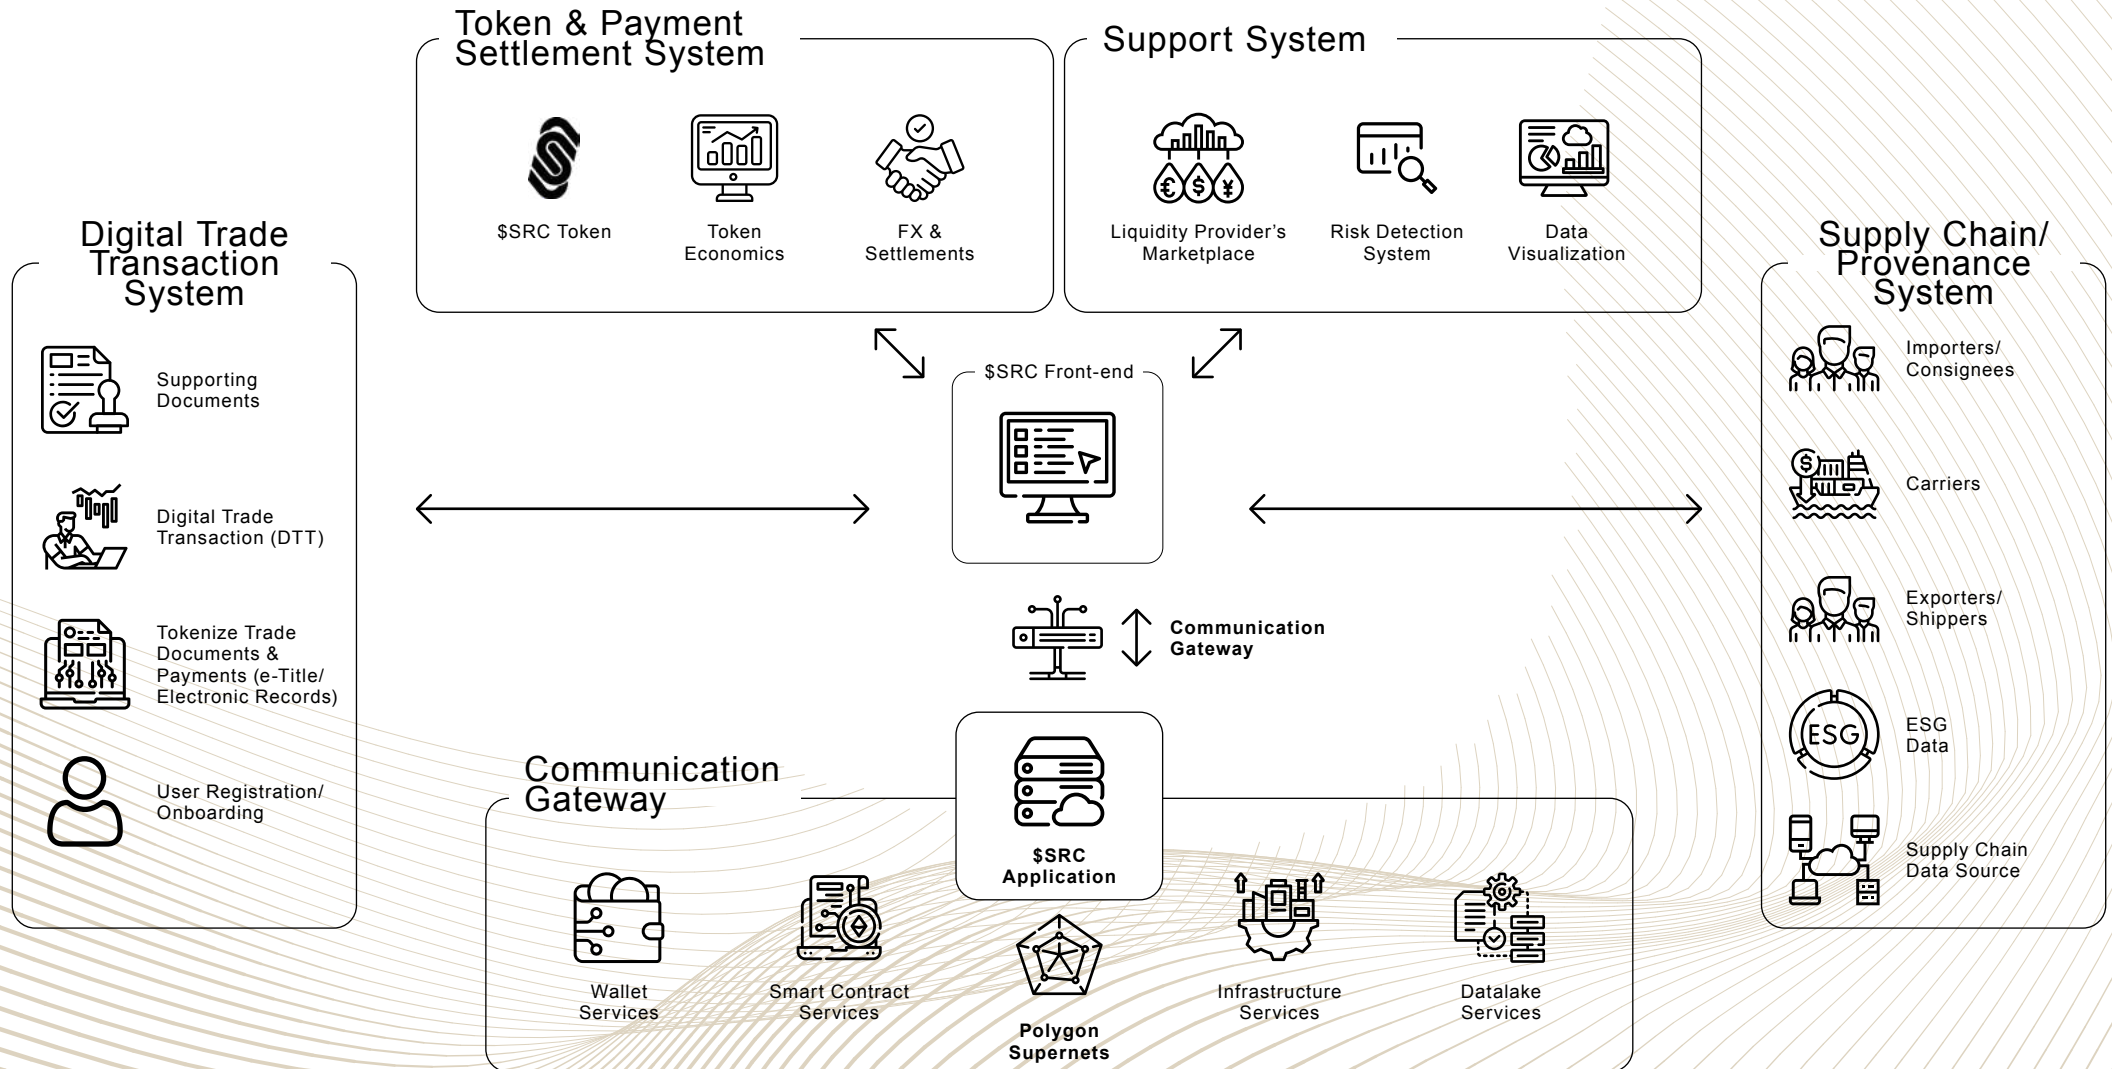 Token & Payment
Settlement System
$SRC Token
Token
Economics
FX &
Settlements
Support System
Liquidity Provider's
Marketplace
Risk Detection
System
Data
Visualization
Digital Trade
Transaction
System
Supporting
Documents
Digital Trade
Transaction (DTT)
Tokenize Trade
Documents &
Payments (e-Title/
Electronic Records)
User Registration/
Onboarding
$SRC Front-end
Communication
Gateway
Supply Chain/
Provenance
System
Importers/
Consignees
$
Carriers
Exporters/
Shippers
ESG
ESG
Data
Supply Chain
Data Source
Communication
Gateway
$SRC
Application
Wallet
Services
Smart Contract
Services
Polygon
Supernets
Infrastructure
Services
Datalake
Services